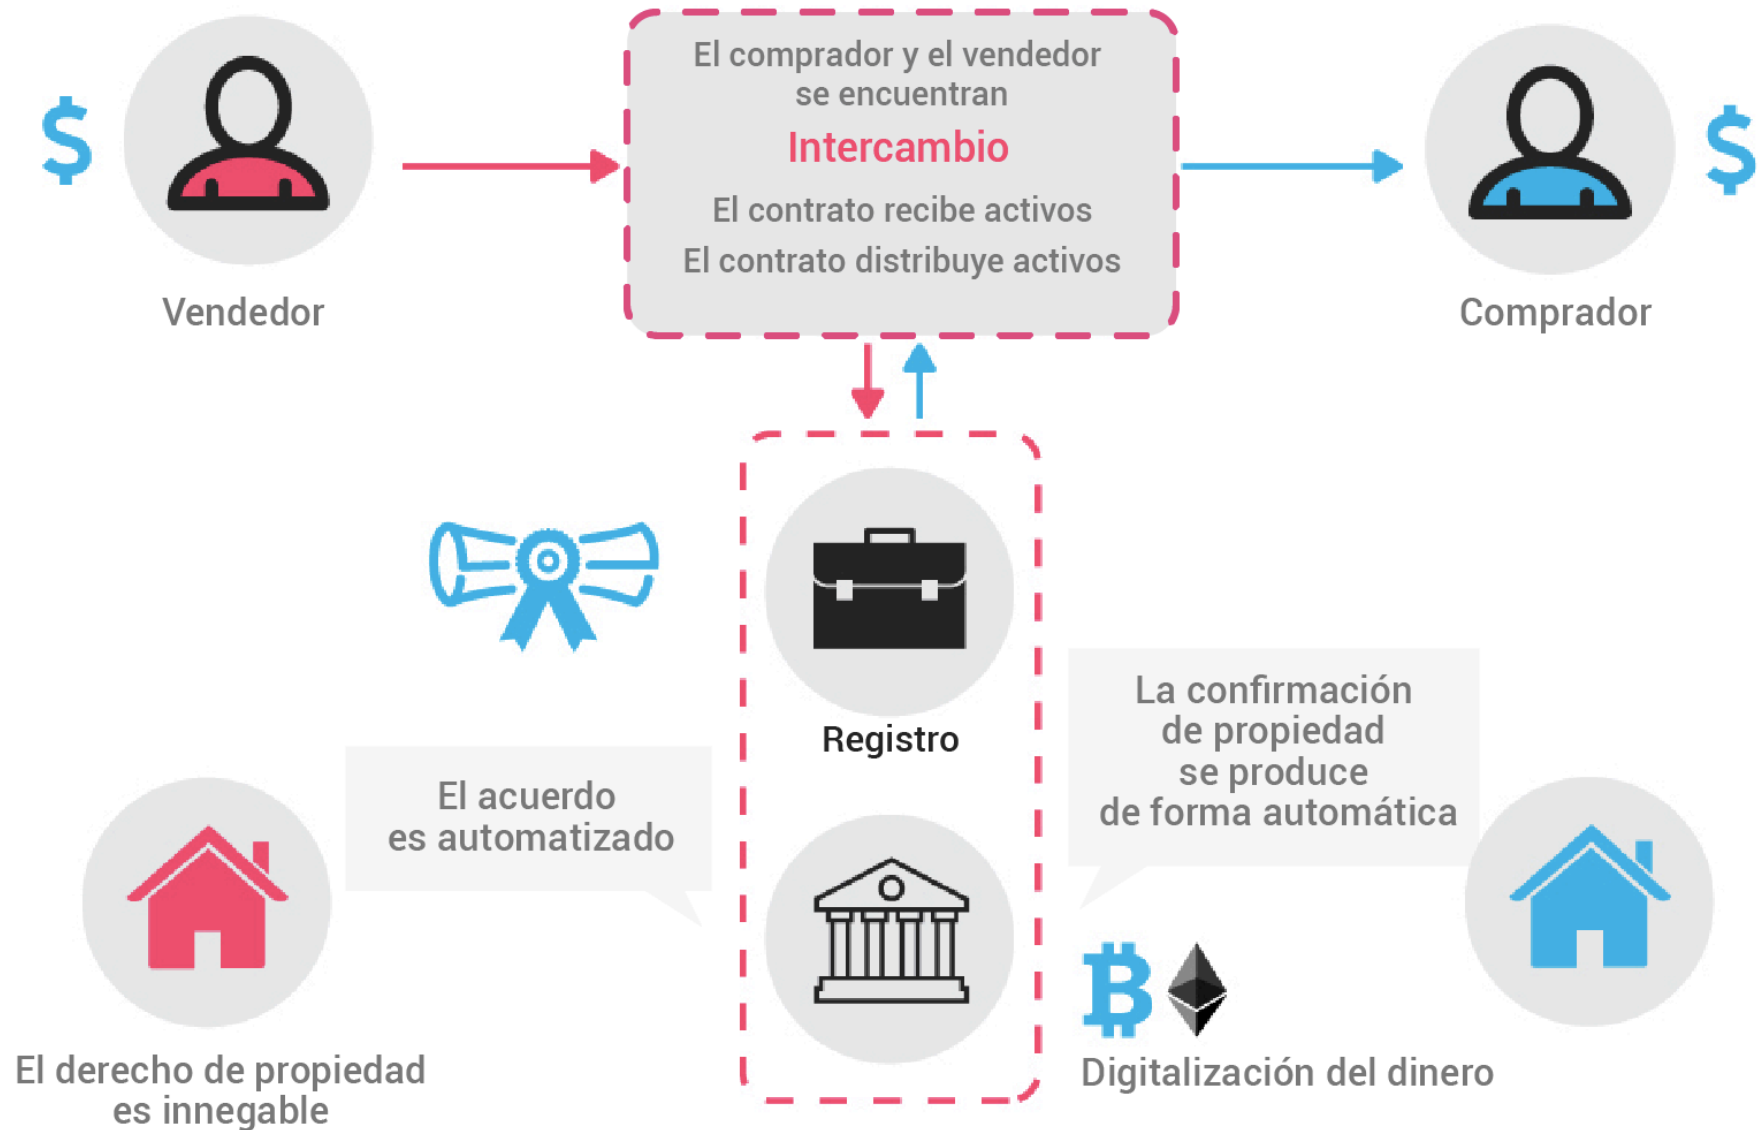 El comprador y el vendedor
se encuentran
Intercambio
El contrato recibe activos
El contrato distribuye activos
Vendedor
Comprador
Registro
El acuerdo
es automatizado
La confirmación
de propiedad
se produce
de forma automática
El derecho de propiedad
es innegable
Digitalización del dinero